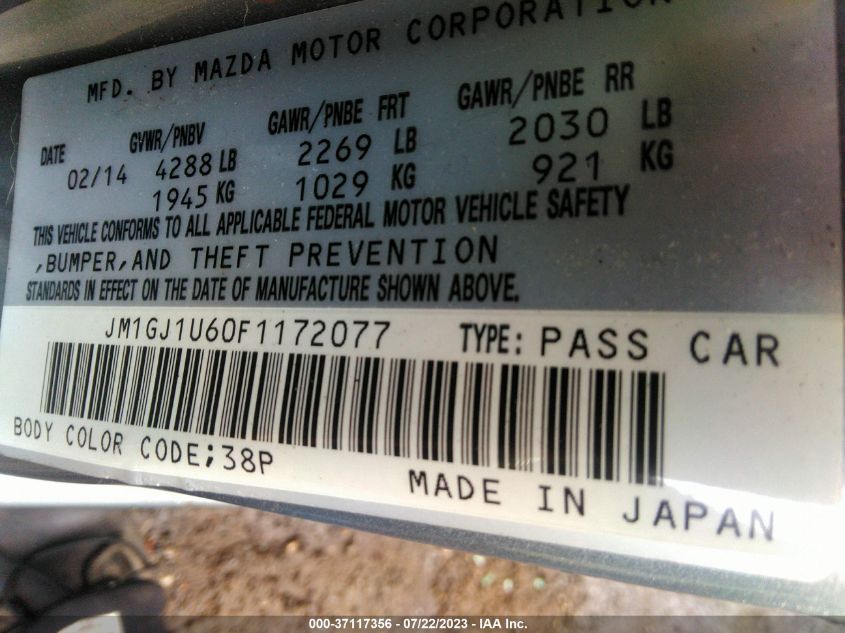 MFD. BY MAZDA MOTOR CORPORATION
DATE GVWR/PNBV GAWR/PNBE FRT GAWR/PNBE RR
02/14 4288 LB 2269 LB 2030 LB
1945 KG 1029 KG 921 KG
THIS VEHICLE CONFORMS TO ALL APPLICABLE FEDERAL MOTOR VEHICLE SAFETY
,BUMPER,AND THEFT PREVENTION
STANDARDS IN EFFECT ON THE DATE OF MANUFACTURE SHOWN ABOVE.
JM1GJ1U60F1172077 TYPE: PASS CAR
BODY COLOR CODE;38P
MADE IN JAPAN
000-37117356 - 07/22/2023 - IAA Inc.